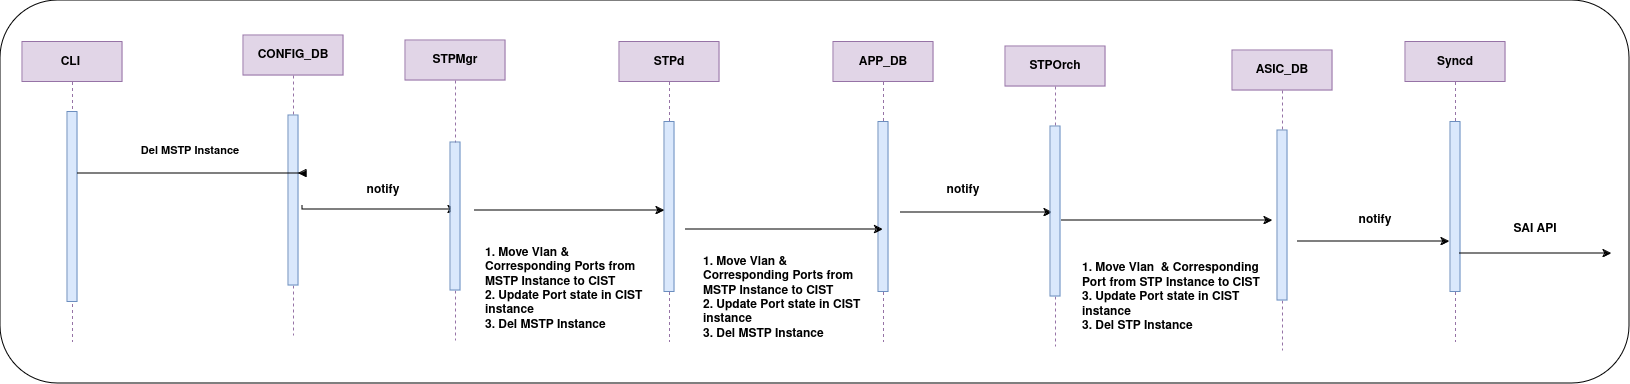 CLI
CONFIG_DB
STPMgr
STPd
APP_DB
STPOrch
ASIC_DB
Syncd
Del MSTP Instance
notify
notify
notify
SAI API
1. Move Vlan &
Corresponding Ports from
MSTP Instance to CIST
2. Update Port state in CIST
instance
3. Del MSTP Instance
1. Move Vlan &
Corresponding Ports from
MSTP Instance to CIST
2. Update Port state in CIST
instance
3. Del MSTP Instance
1. Move Vlan  & Corresponding
Port from STP Instance to CIST
3. Update Port state in CIST
instance
3. Del STP Instance